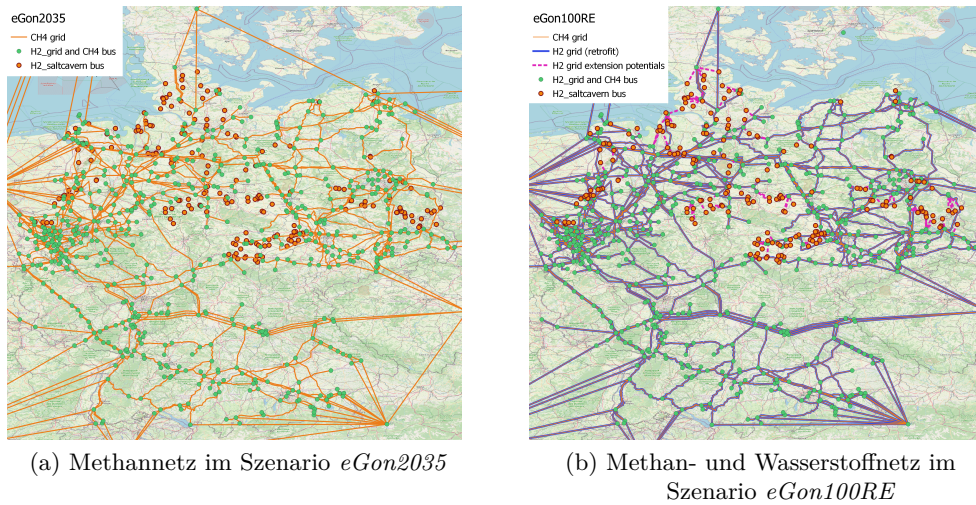 eGon2035
CH4 grid
H2_grid and CH4 bus
H2_saltcavern bus
eGon100RE
CH4 grid
H2 grid (retrofit)
H2 grid extension potentials
H2_grid and CH4 bus
H2_saltcavern bus
(a) Methannetz im Szenario eGon2035
(b) Methan- und Wasserstoffnetz im
Szenario eGon100RE